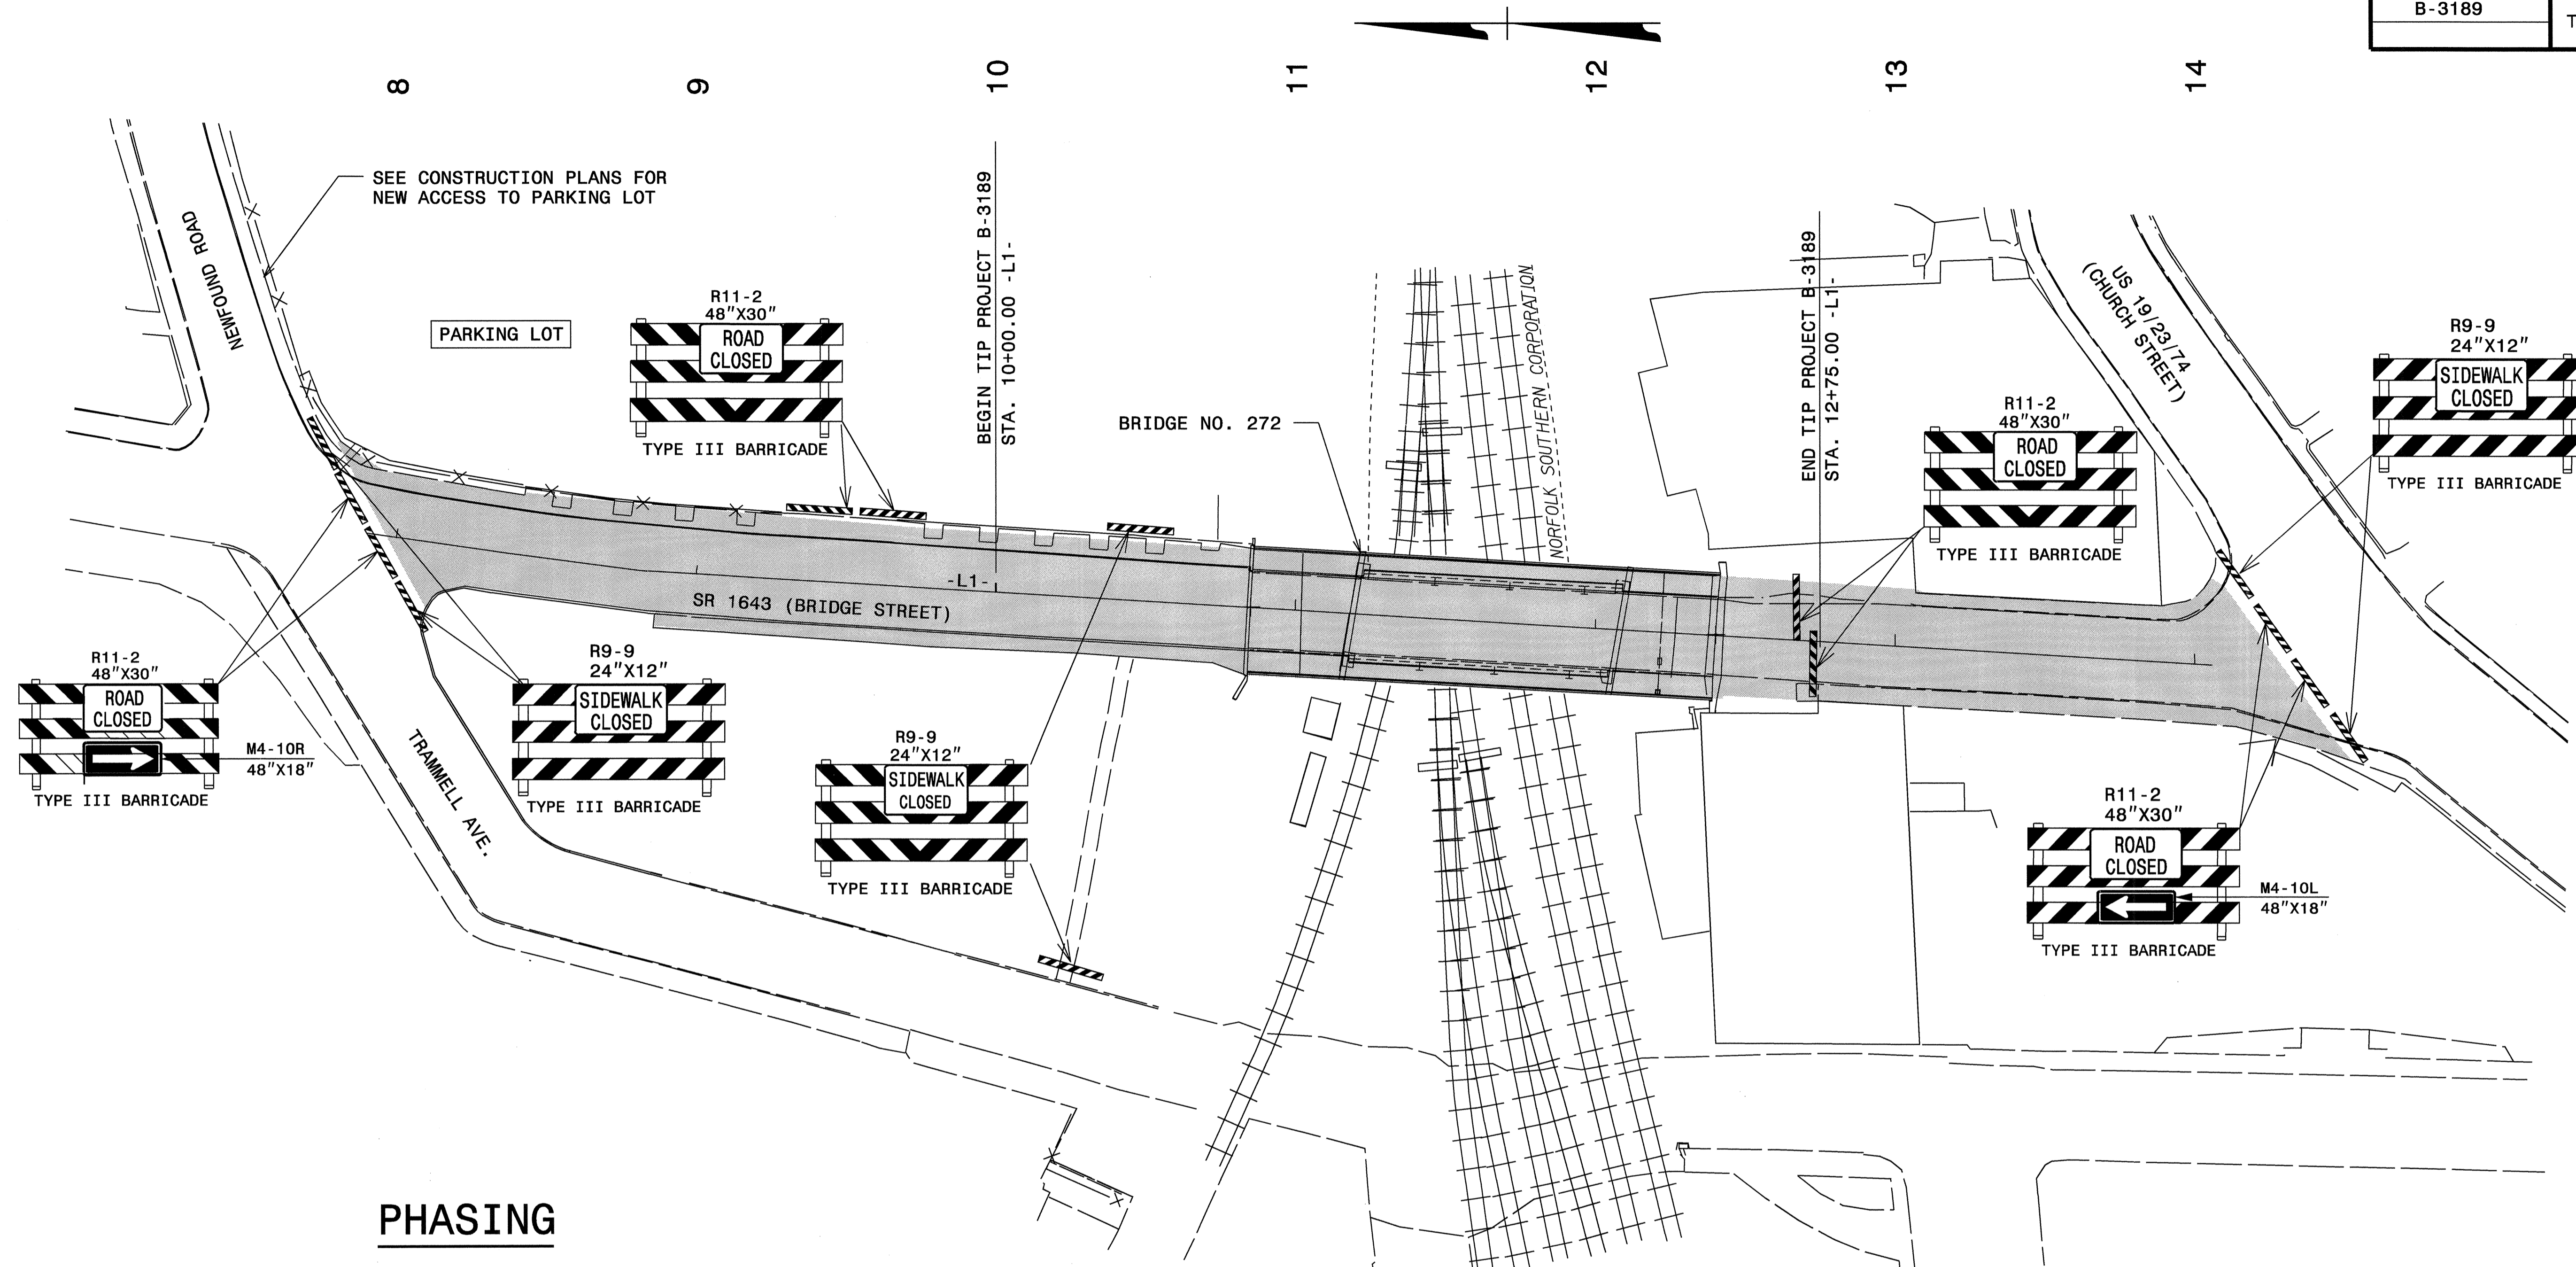 B-3189
T
8
9
10
11
12
13
14
SEE CONSTRUCTION PLANS FOR
NEW ACCESS TO PARKING LOT
NEWFOUND ROAD
PARKING LOT
R11-2
48"X30"
ROAD
CLOSED
TYPE III BARRICADE
BEGIN TIP PROJECT B-3189
STA. 10+00.00 -L1-
BRIDGE NO. 272
NORFOLK SOUTHERN CORPORATION
END TIP PROJECT B-3189
STA. 12+75.00 -L1-
US 19/23/74
(CHURCH STREET)
R11-2
48"X30"
ROAD
CLOSED
TYPE III BARRICADE
R9-9
24"X12"
SIDEWALK
CLOSED
TYPE III BARRICADE
-L1-
SR 1643 (BRIDGE STREET)
R11-2
48"X30"
ROAD
CLOSED
M4-10R
48"X18"
TYPE III BARRICADE
R9-9
24"X12"
SIDEWALK
CLOSED
TYPE III BARRICADE
TRAMMELL AVE.
R9-9
24"X12"
SIDEWALK
CLOSED
TYPE III BARRICADE
R11-2
48"X30"
ROAD
CLOSED
M4-10L
48"X18"
TYPE III BARRICADE
PHASING